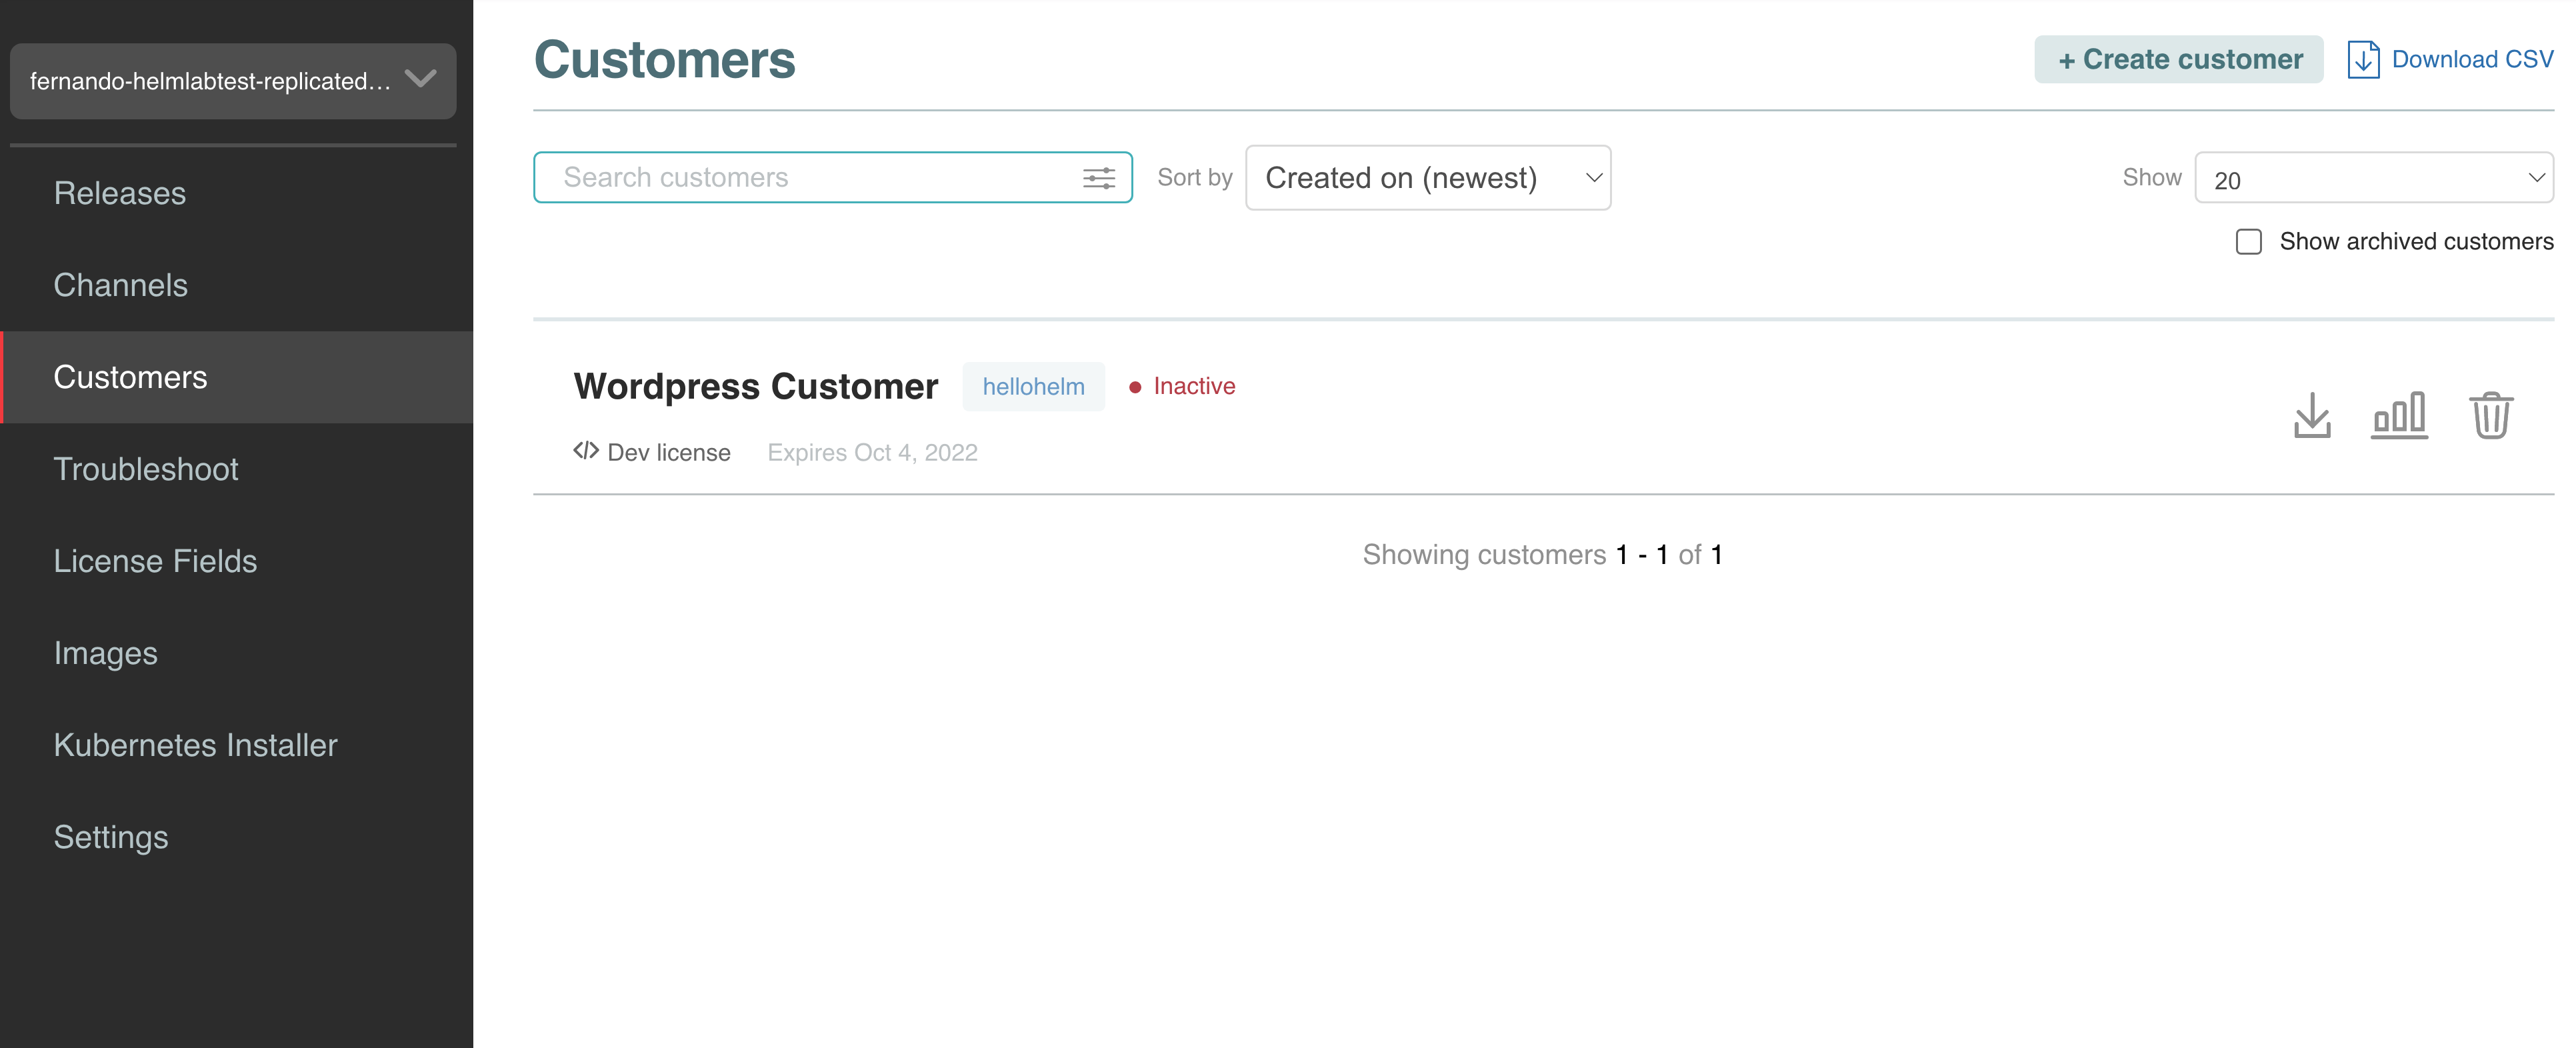 fernando-helmlabtest-replicated...
Releases
Channels
Customers
Troubleshoot
License Fields
Images
Kubernetes Installer
Settings
Customers
+ Create customer
Download CSV
Search customers
Sort by
Created on (newest)
Show
20
Show archived customers
Wordpress Customer
hellohelm
Inactive
</> Dev license
Expires Oct 4, 2022
Showing customers 1 - 1 of 1